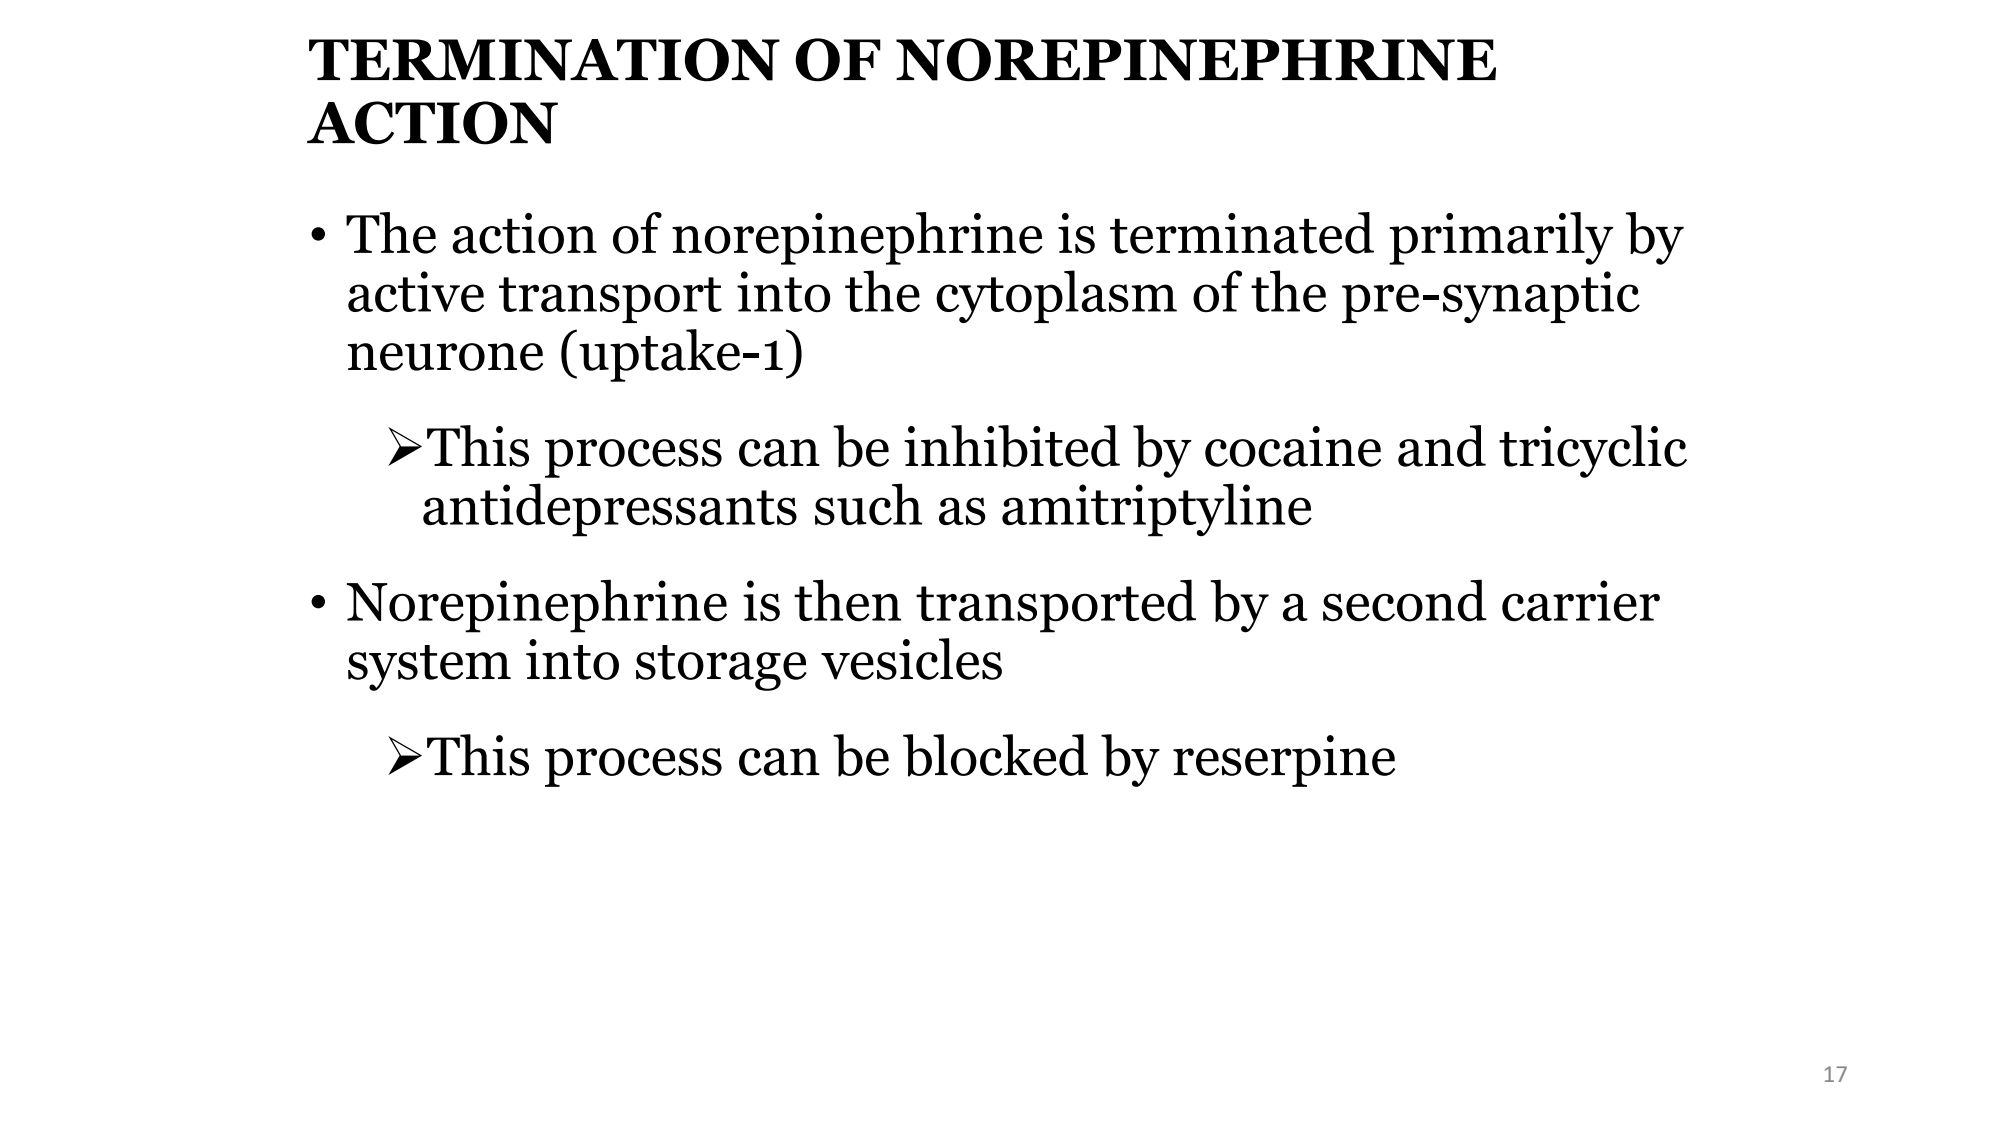 TERMINATION OF NOREPINEPHRINE
ACTION
• The action of norepinephrine is terminated primarily by
active transport into the cytoplasm of the pre-synaptic
neurone (uptake-1)
➢This process can be inhibited by cocaine and tricyclic
antidepressants such as amitriptyline
• Norepinephrine is then transported by a second carrier
system into storage vesicles
➢This process can be blocked by reserpine
17